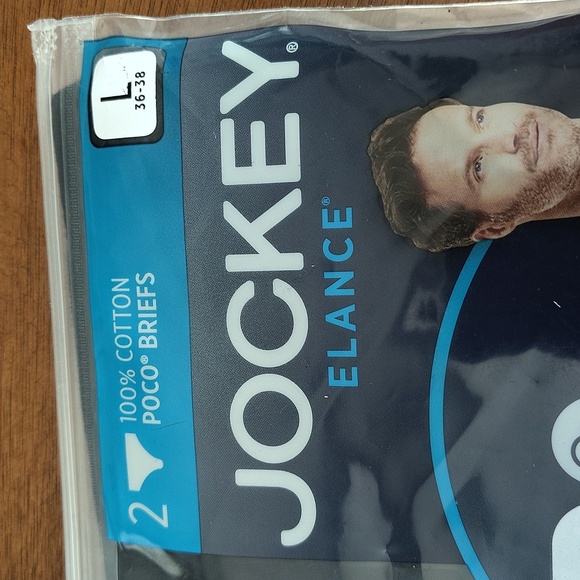 2 100% COTTON
POCO® BRIEFS
L
36-38
JOCKEY®
ELANCE®